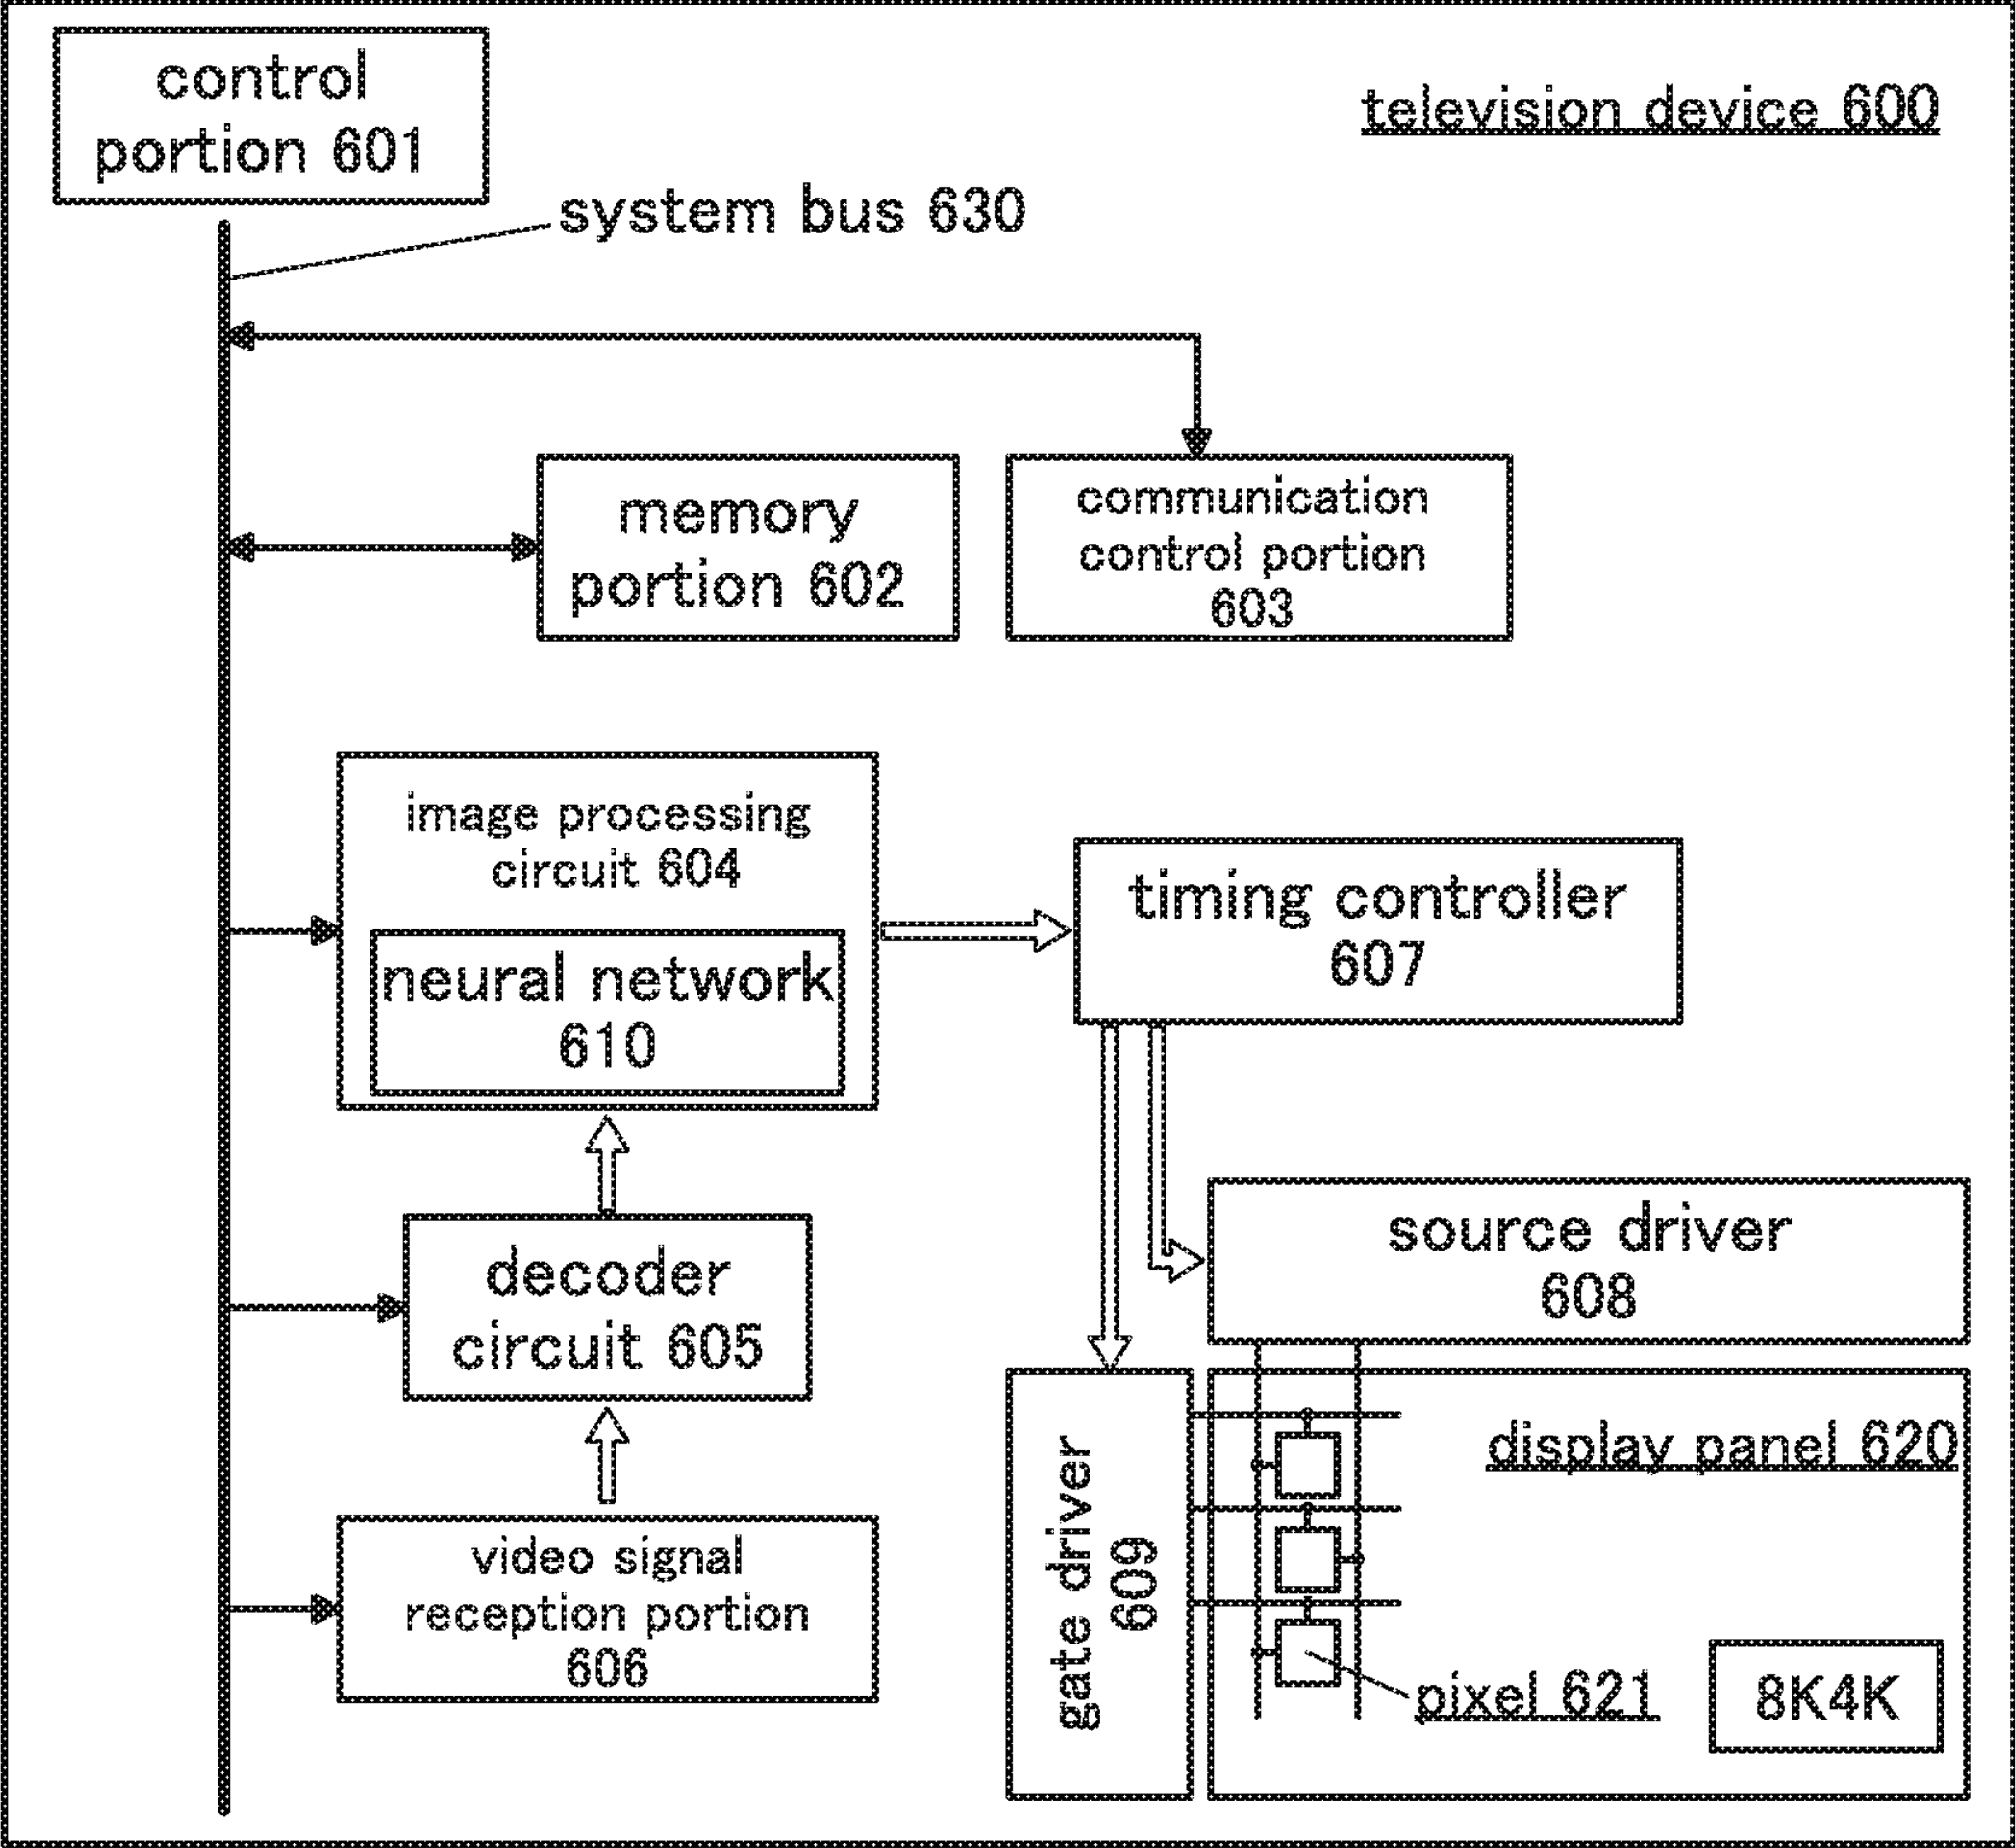 control
portion 601
television device 600
system bus 630
memory
portion 602
communication
control portion
603
image processing
circuit 604
neural network
610
timing controller
607
decoder
circuit 605
source driver
608
video signal
reception portion
606
gate driver
609
display panel 620
pixel 621
8K4K